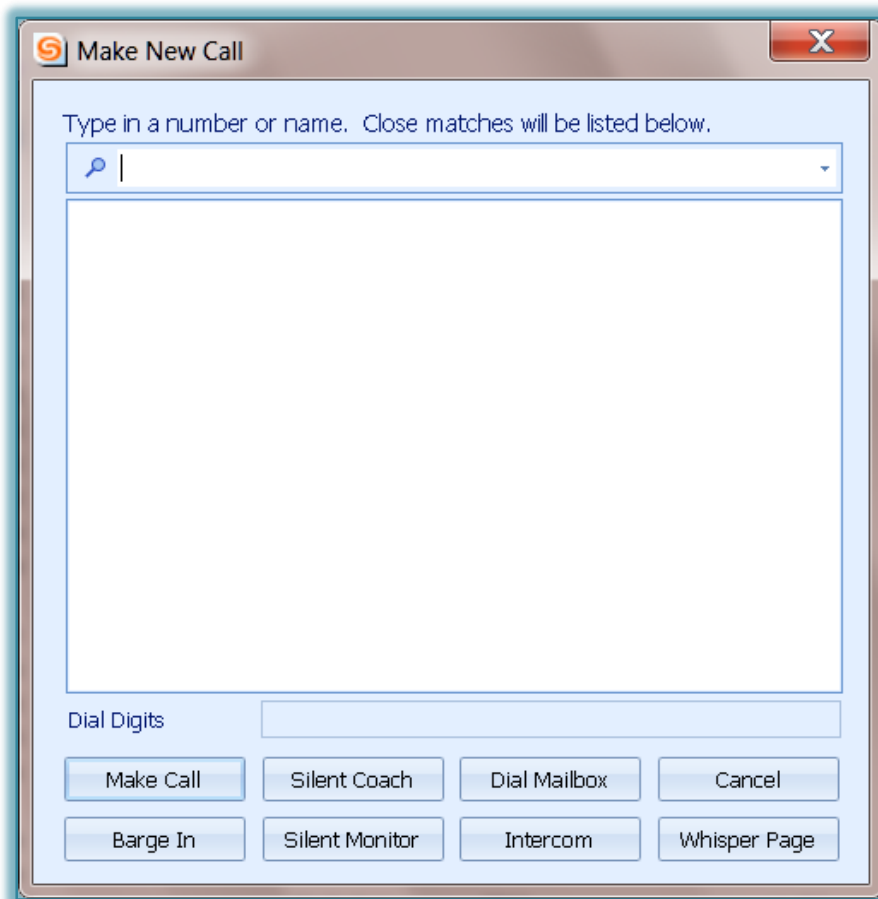 Make New Call
Type in a number or name.  Close matches will be listed below.
Dial Digits
Make Call Silent Coach Dial Mailbox Cancel
Barge In Silent Monitor Intercom Whisper Page